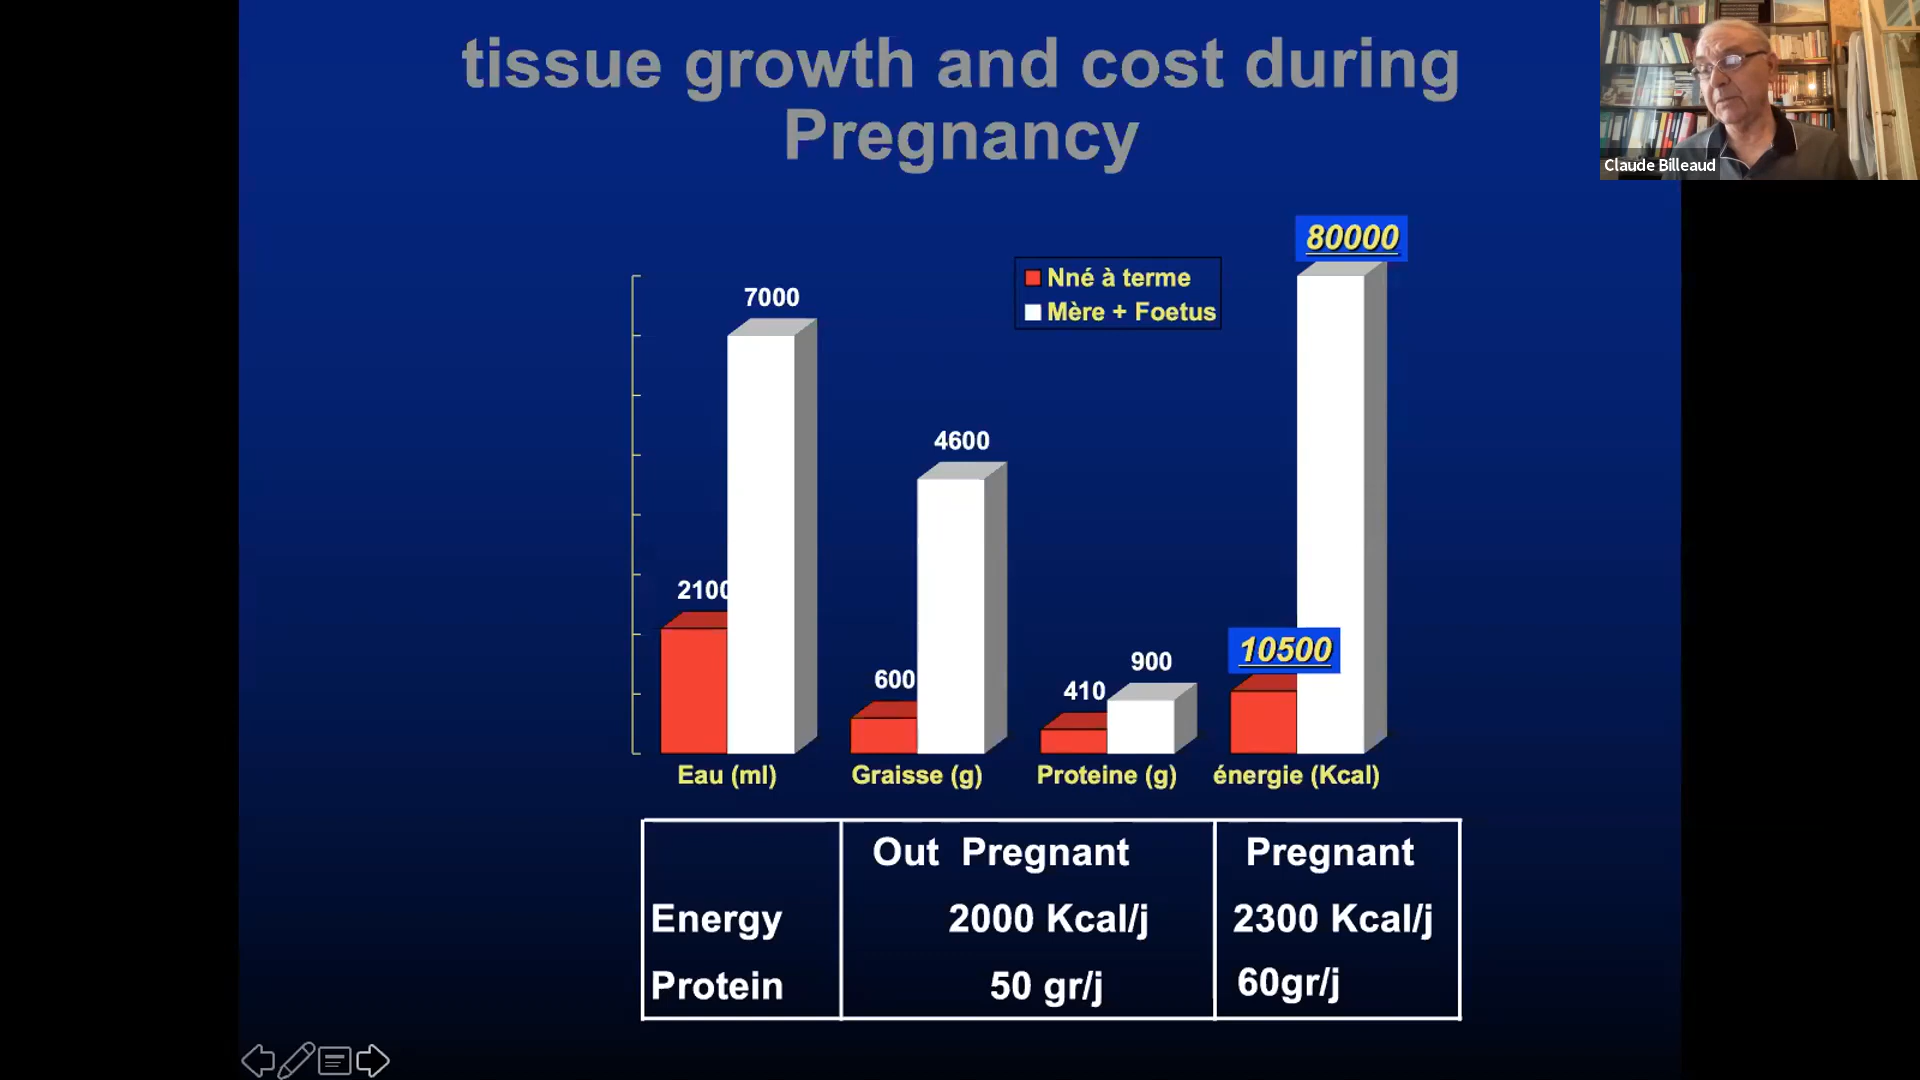 tissue growth and cost during
Pregnancy
Claude Billeaud
80000
Nné à terme
Mère + Foetus
7000
4600
2100
600
410
900
10500
Eau (ml)
Graisse (g)
Proteine (g)
énergie (Kcal)
Out Pregnant
Pregnant
Energy
2000 Kcal/j
2300 Kcal/j
Protein
50 gr/j
60gr/j